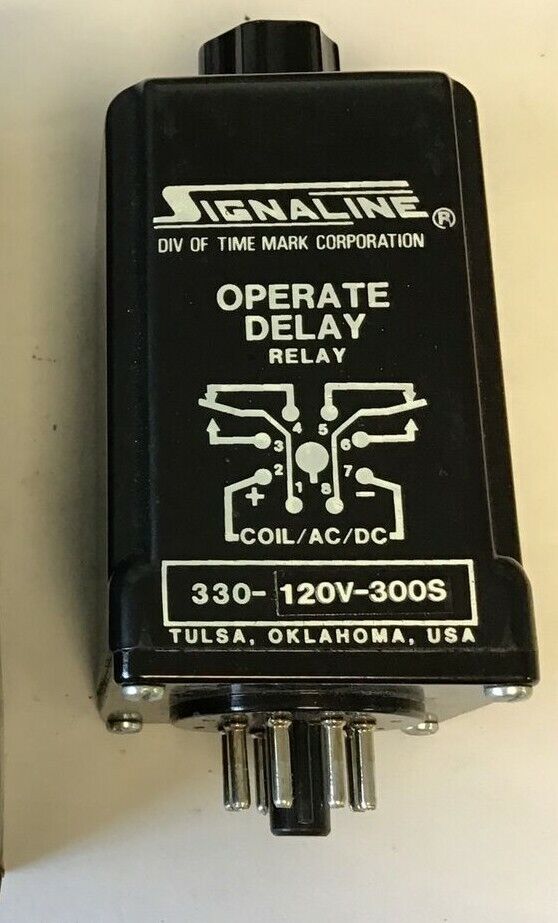 SIGNALINE ®
DIV OF TIME MARK CORPORATION
OPERATE
DELAY
RELAY
4 5
3 6
2 7
+ 1 8 -
COIL/AC/DC
330-120V-300S
TULSA, OKLAHOMA, USA